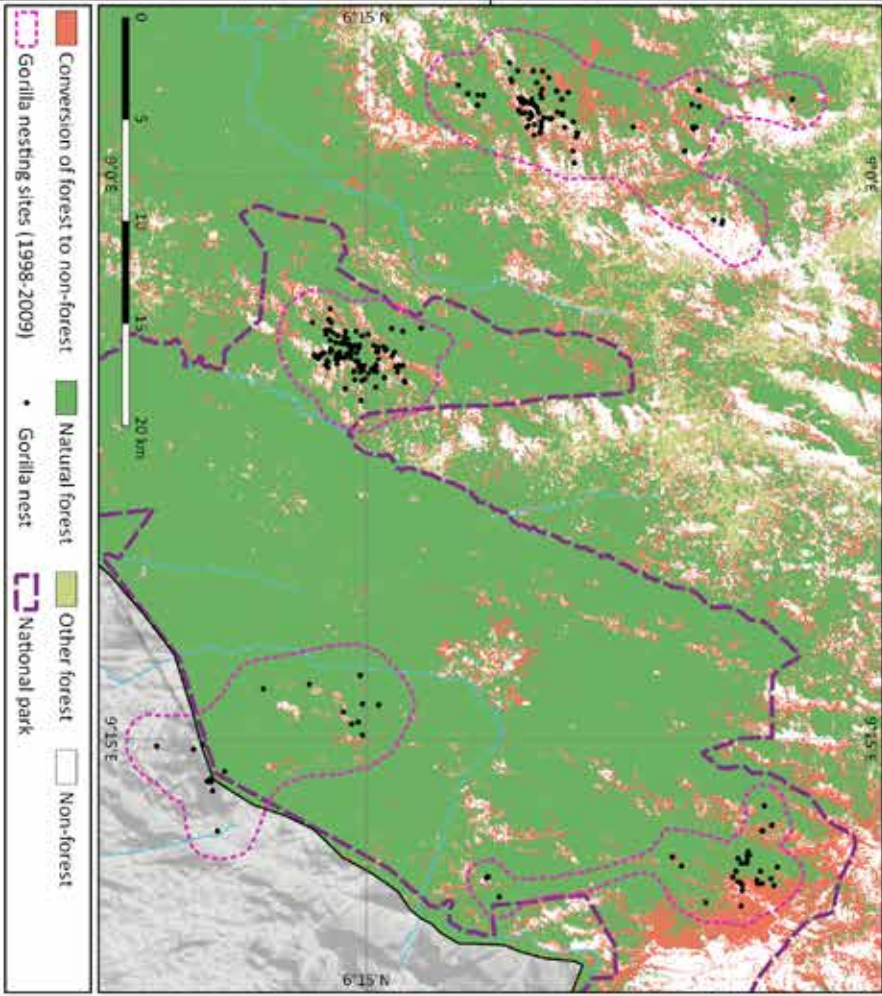 9°0'E 9°15'E
6°15'N 6°15'N
0 5 10 15 20 km
9°0'E 9°15'E
Conversion of forest to non-forest Natural forest Other forest Non-forest
Gorilla nesting sites (1998-2009) Gorilla nest National park